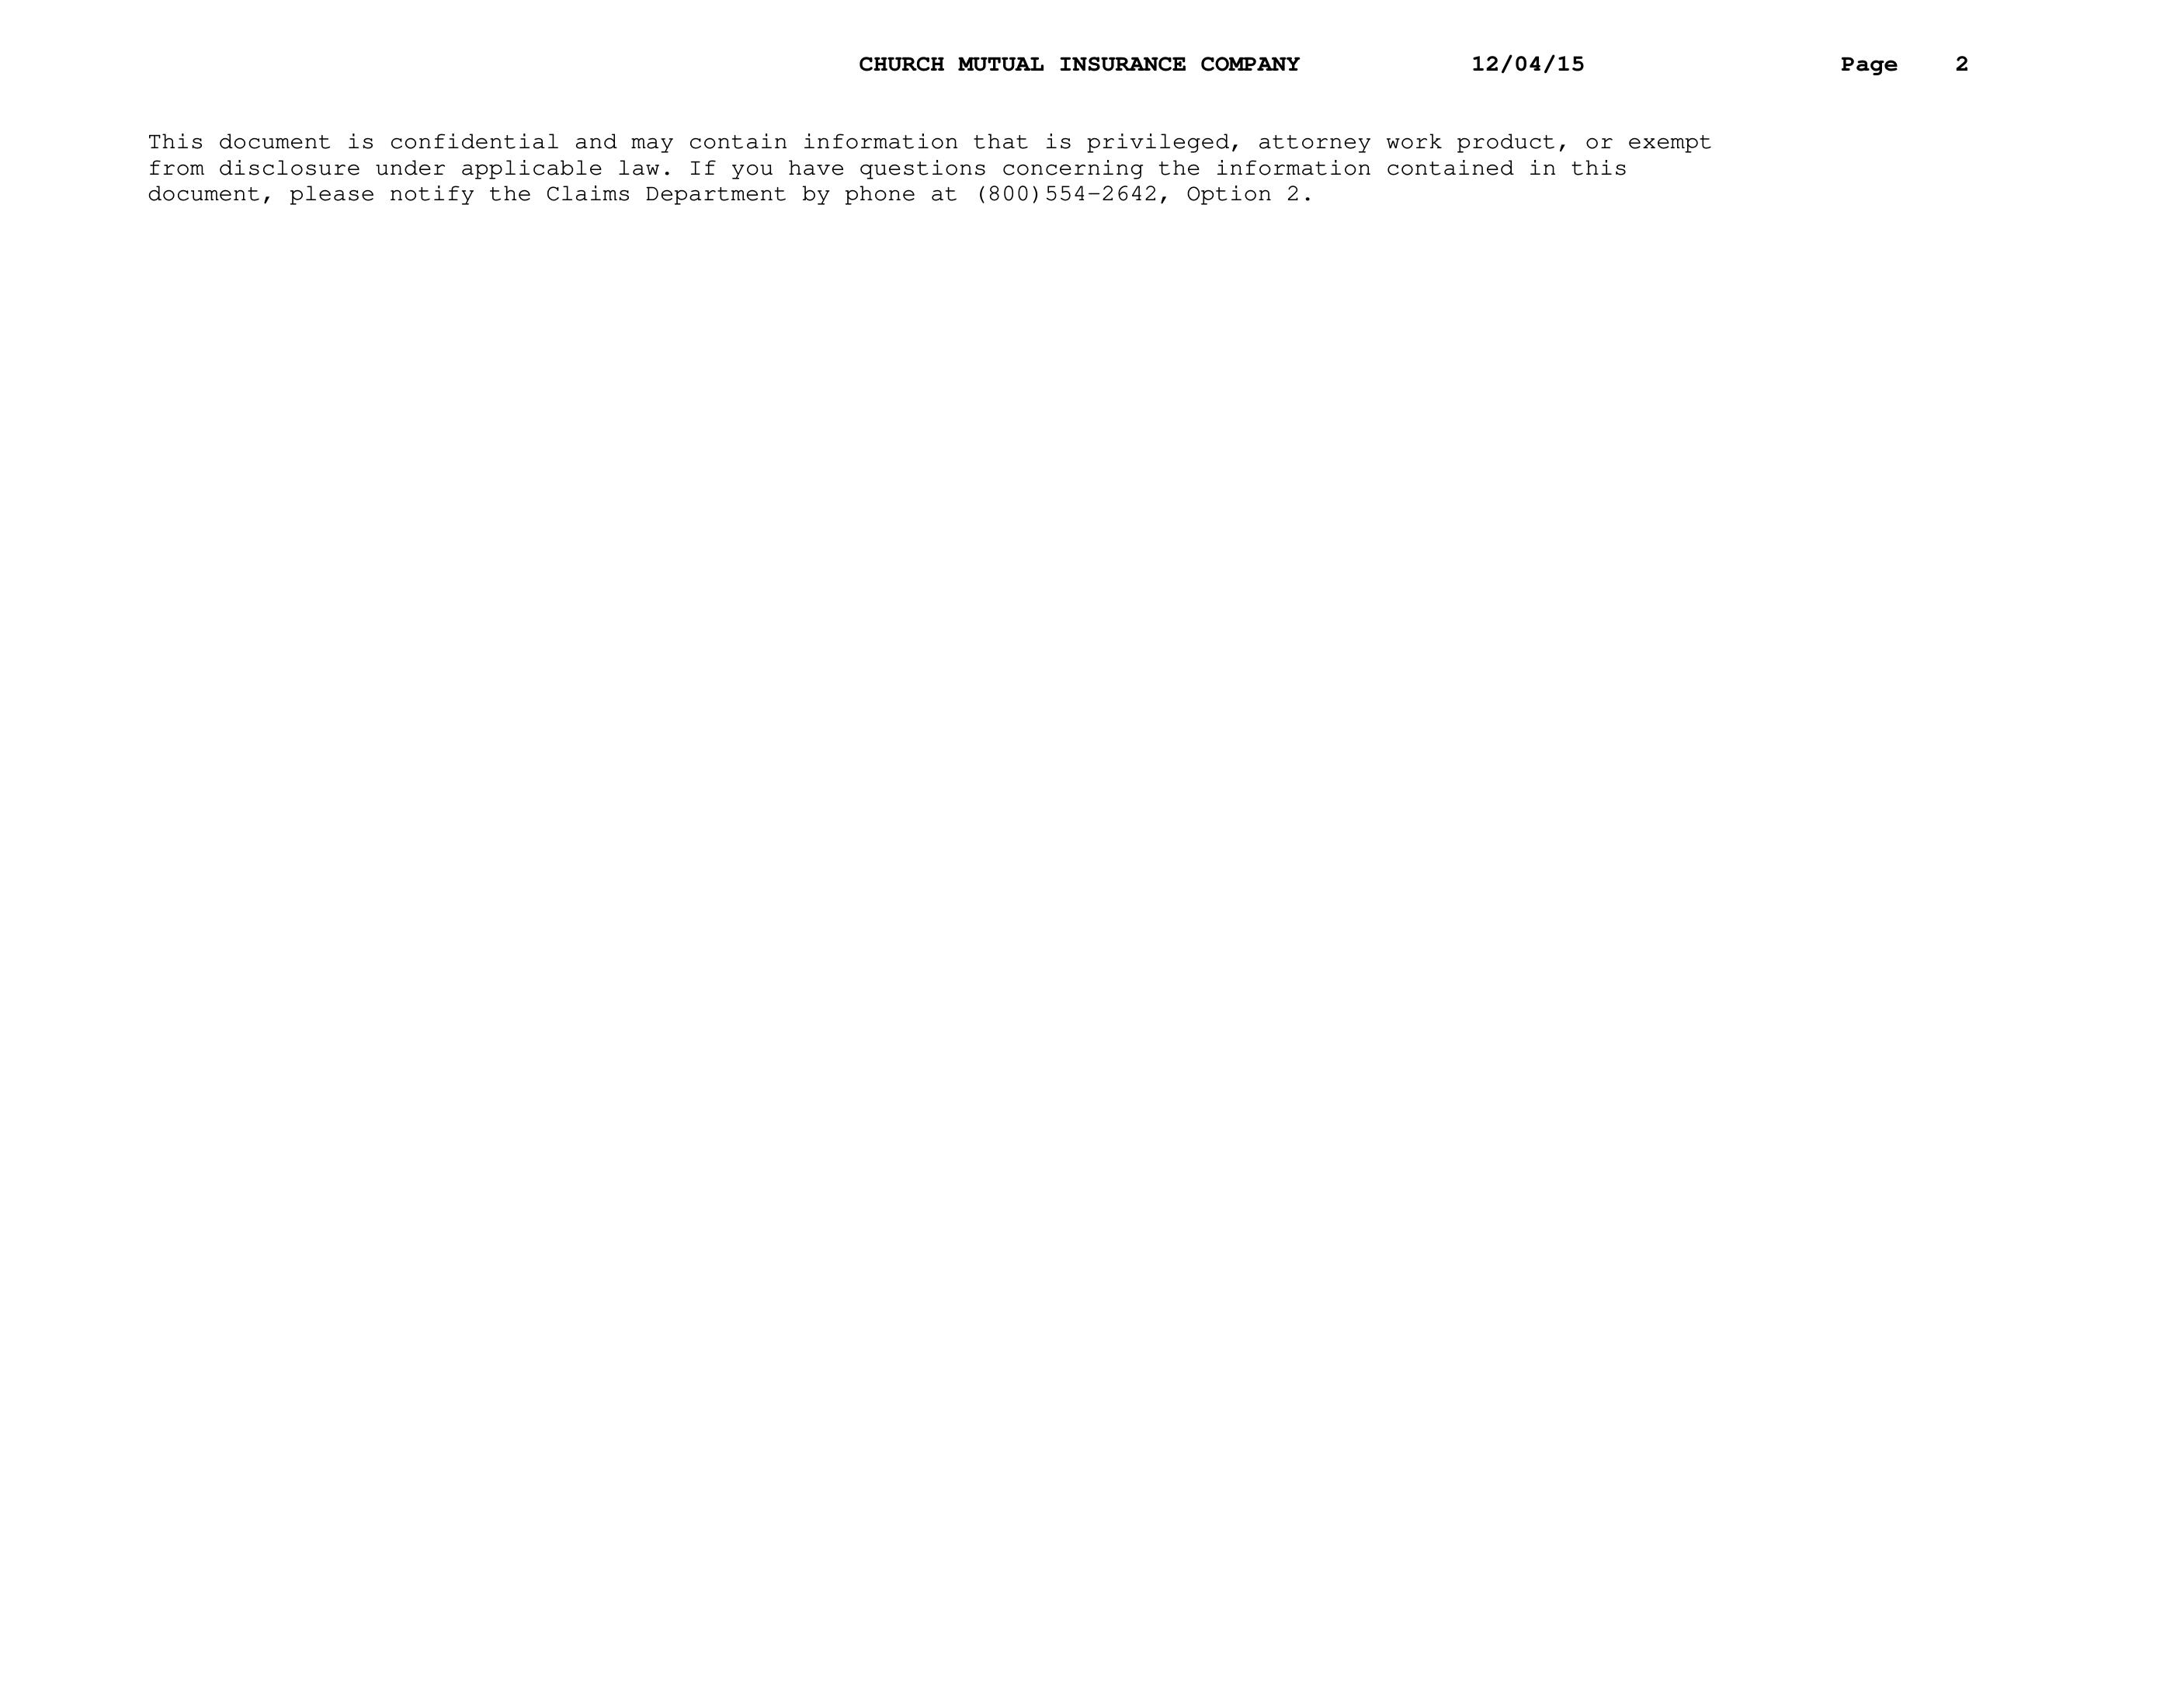 CHURCH MUTUAL INSURANCE COMPANY 12/04/15 Page 2
This document is confidential and may contain information that is privileged, attorney work product, or exempt
from disclosure under applicable law. If you have questions concerning the information contained in this
document, please notify the Claims Department by phone at (800)554-2642, Option 2.